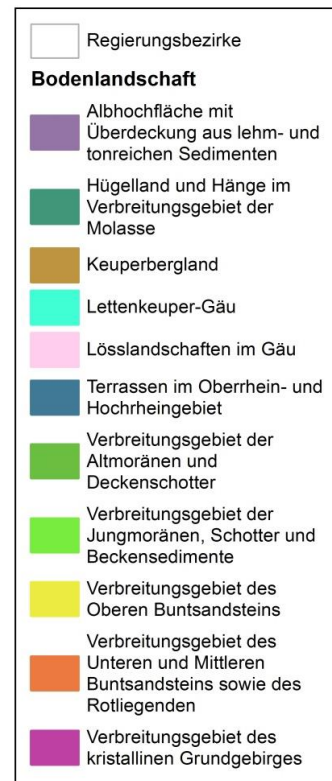 Regierungsbezirke
Bodenlandschaft
Albhochfläche mit
Überdeckung aus lehm- und
tonreichen Sedimenten
Hügelland und Hänge im
Verbreitungsgebiet der
Molasse
Keuperbergland
Lettenkeuper-Gäu
Lösslandschaften im Gäu
Terrassen im Oberrhein- und
Hochrheingebiet
Verbreitungsgebiet der
Altmoränen und
Deckenschotter
Verbreitungsgebiet der
Jungmoränen, Schotter und
Beckensedimente
Verbreitungsgebiet des
Oberen Buntsandsteins
Verbreitungsgebiet des
Unteren und Mittleren
Buntsandsteins sowie des
Rotliegenden
Verbreitungsgebiet des
kristallinen Grundgebirges